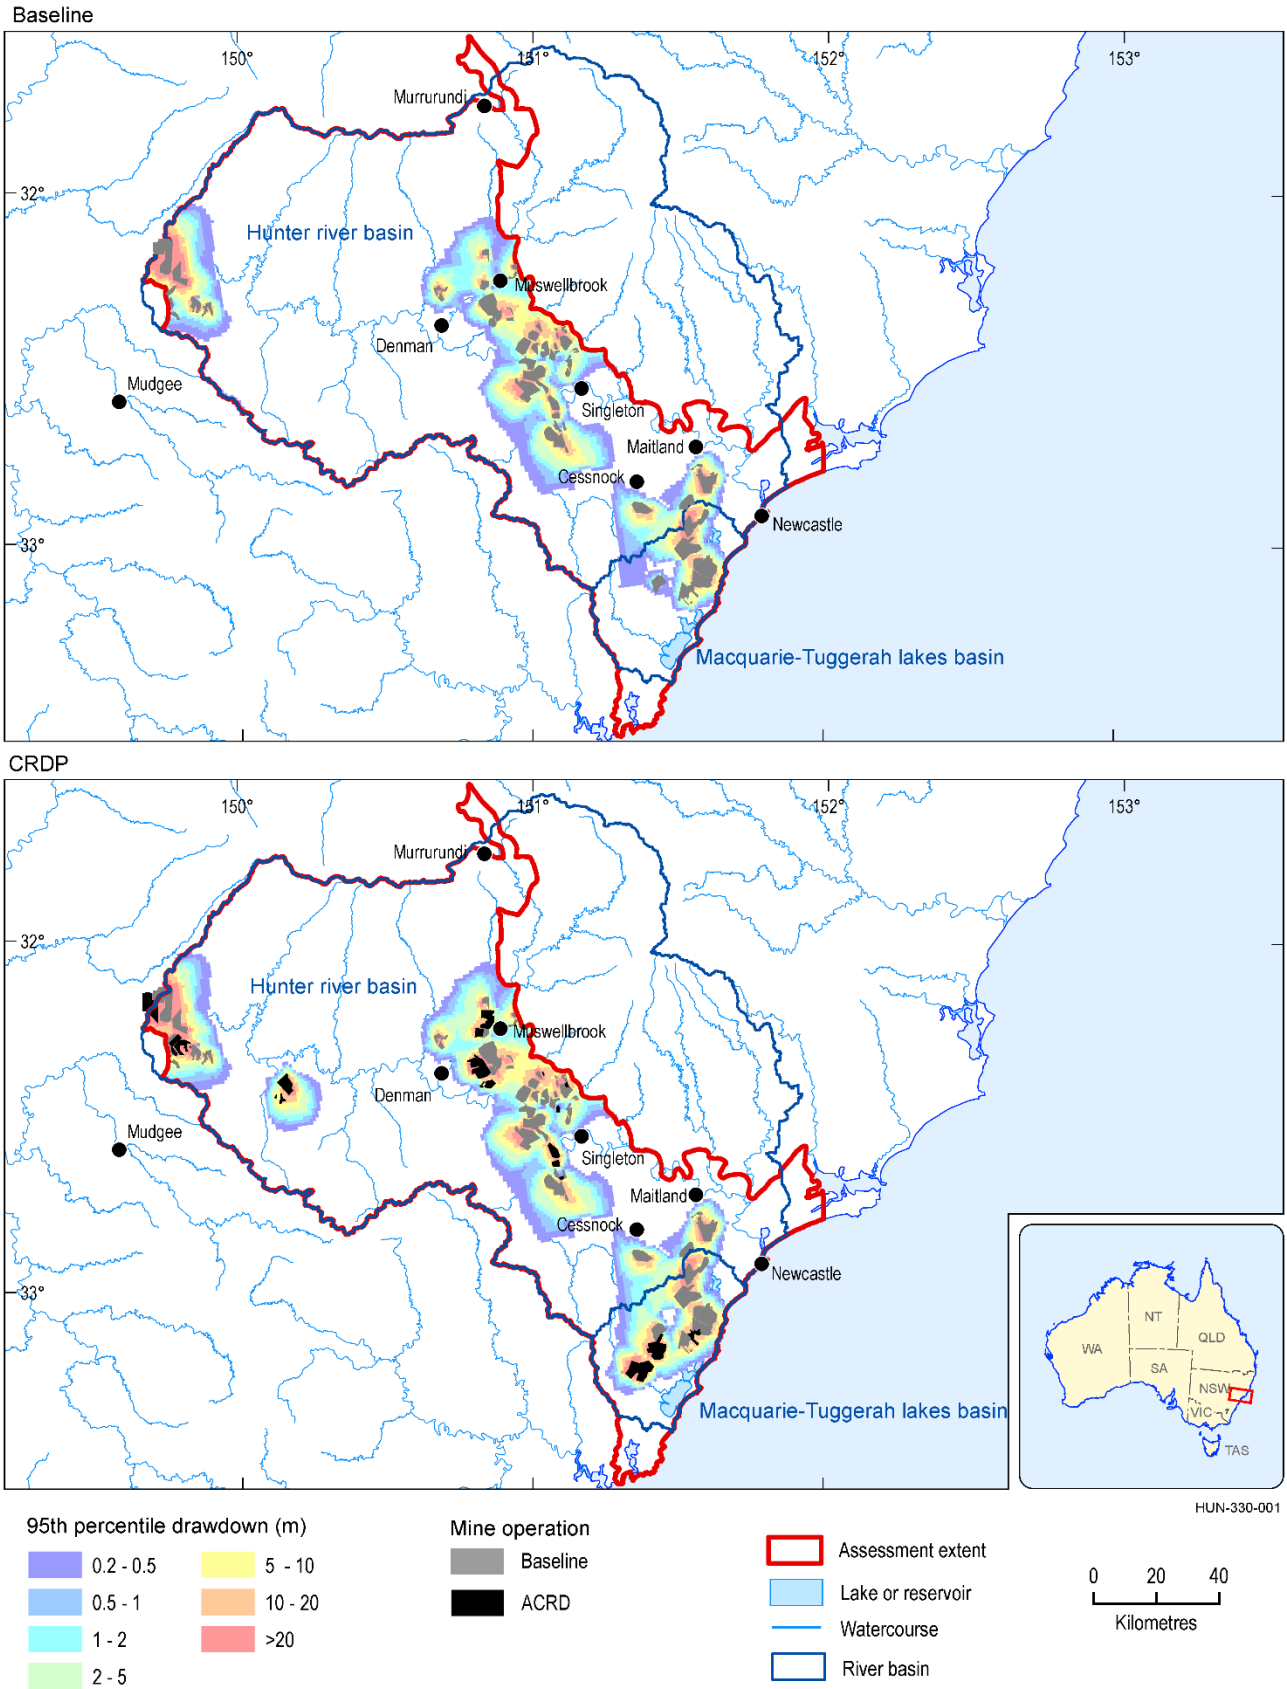 Baseline
150°
151°
152°
153°
Murrurundi
32°
Hunter river basin
Muswellbrook
Denman
Mudgee
Singleton
Maitland
Cessnock
Newcastle
33°
Macquarie-Tuggerah lakes basin
CRDP
150°
151°
152°
153°
Murrurundi
32°
Hunter river basin
Muswellbrook
Denman
Mudgee
Singleton
Maitland
Cessnock
Newcastle
33°
Macquarie-Tuggerah lakes basin
NT
QLD
WA
SA
NSW
VIC
TAS
HUN-330-001
95th percentile drawdown (m)
0.2 - 0.5
0.5 - 1
1 - 2
2 - 5
5 - 10
10 - 20
>20
Mine operation
Baseline
ACRD
Assessment extent
Lake or reservoir
Watercourse
River basin
0 20 40
Kilometres